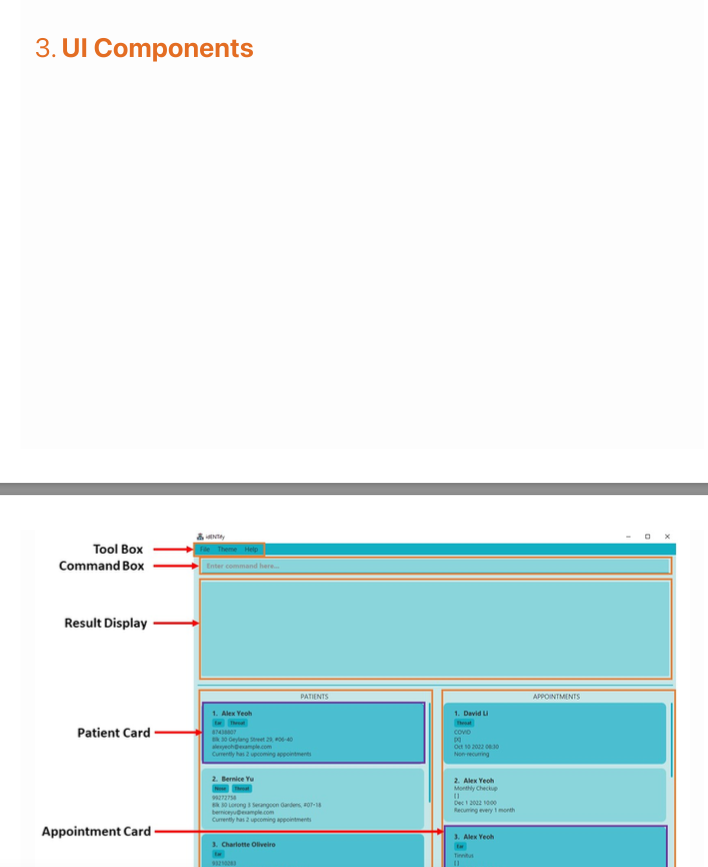 3. UI Components
idENTify
Tool Box
File Theme Help
Command Box
Enter command here...
Result Display
PATIENTS
APPOINTMENTS
1. Alex Yeoh
Ear Throat
87438807
Blk 30 Geylang Street 29, #06-40
alexyeoh@example.com
Currently has 2 upcoming appointments
Patient Card
1. David Li
Throat
COVID
[X]
Oct 10 2022 08:30
Non-recurring
2. Bernice Yu
Nose Throat
99272758
Blk 30 Lorong 3 Serangoon Gardens, #07-18
berniceyu@example.com
Currently has 2 upcoming appointments
2. Alex Yeoh
Monthly Checkup
[ ]
Dec 1 2022 10:00
Recurring every 1 month
Appointment Card
3. Charlotte Oliveiro
Ear
93210283
3. Alex Yeoh
Ear
Tinnitus
[ ]